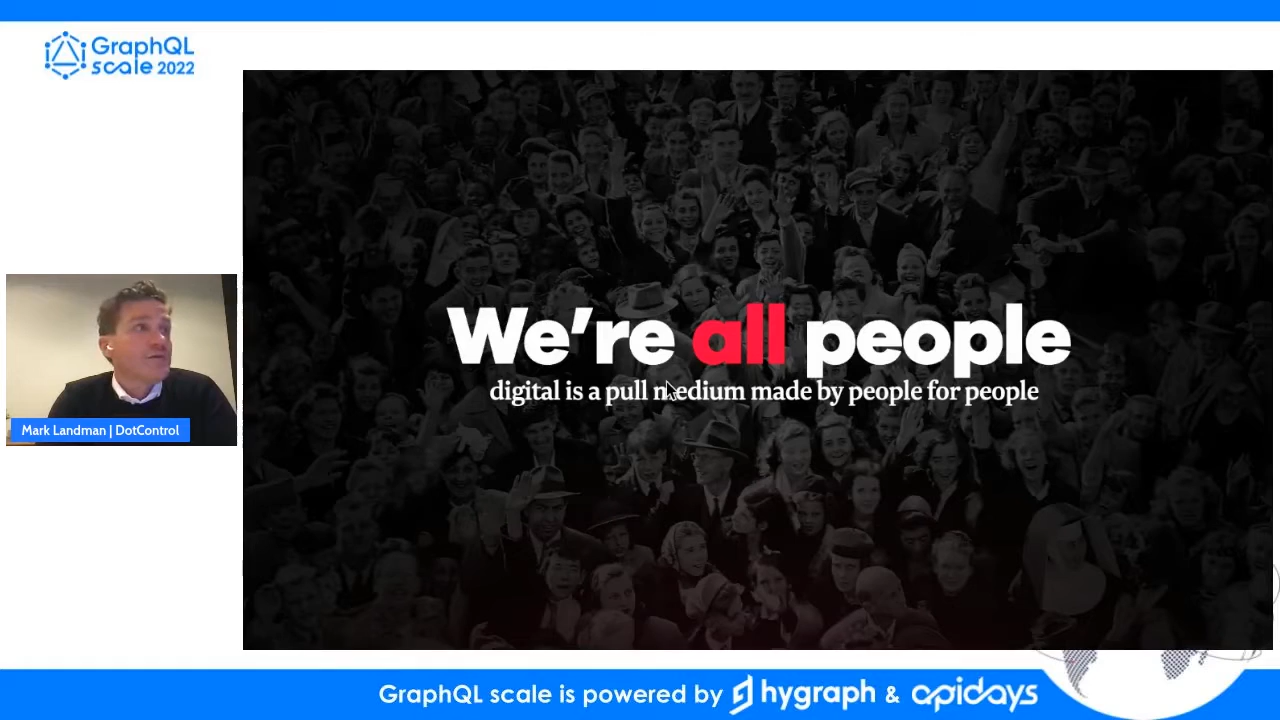 GraphQL
scale 2022
We're all people
digital is a pull medium made by people for people
Mark Landman | DotControl
GraphQL scale is powered by hygraph & apidays